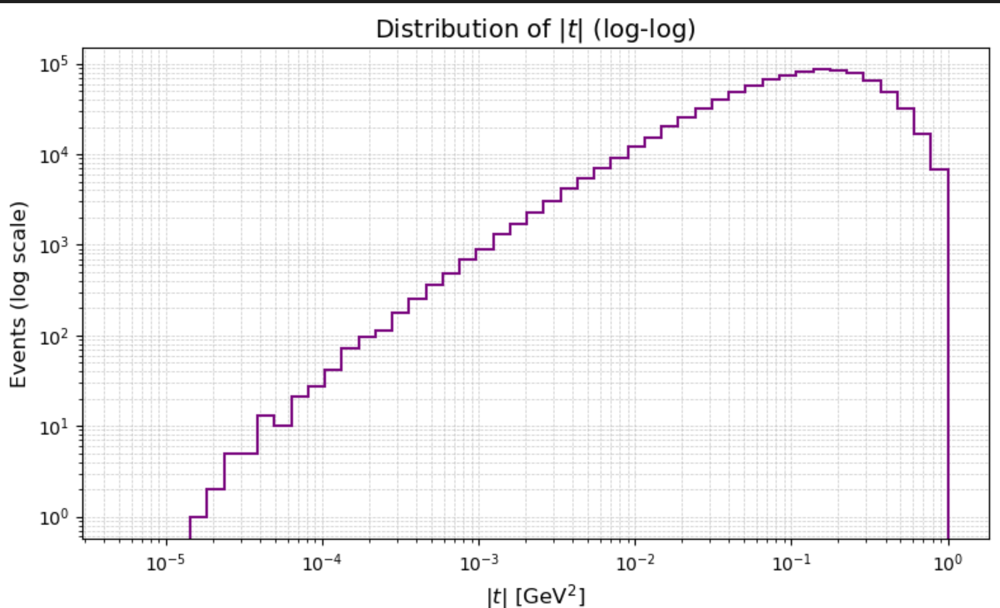 Distribution of |t| (log-log)
Events (log scale)
10⁵
10⁴
10³
10²
10¹
10⁰
10⁻⁵ 10⁻⁴ 10⁻³ 10⁻² 10⁻¹ 10⁰
|t| [GeV²]